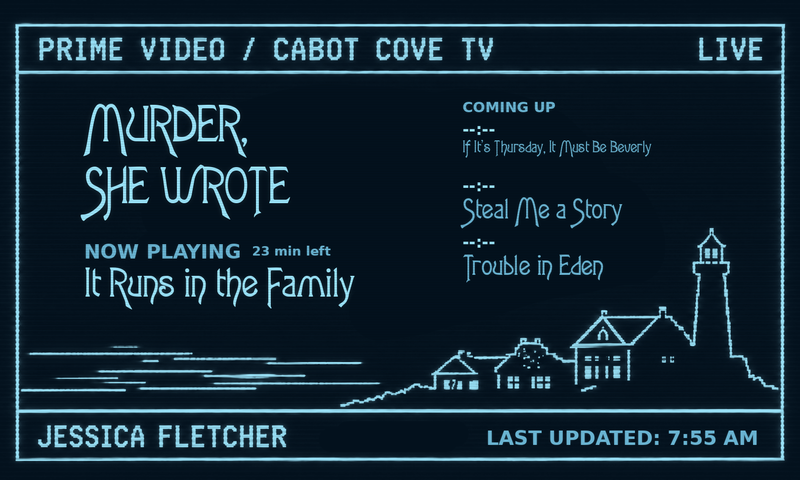 PRIME VIDEO / CABOT COVE TV
LIVE
MURDER,
SHE WROTE
NOW PLAYING 23 min left
It Runs in the Family
COMING UP
--:--
If It's Thursday, It Must Be Beverly
--:--
Steal Me a Story
--:--
Trouble in Eden
JESSICA FLETCHER
LAST UPDATED: 7:55 AM